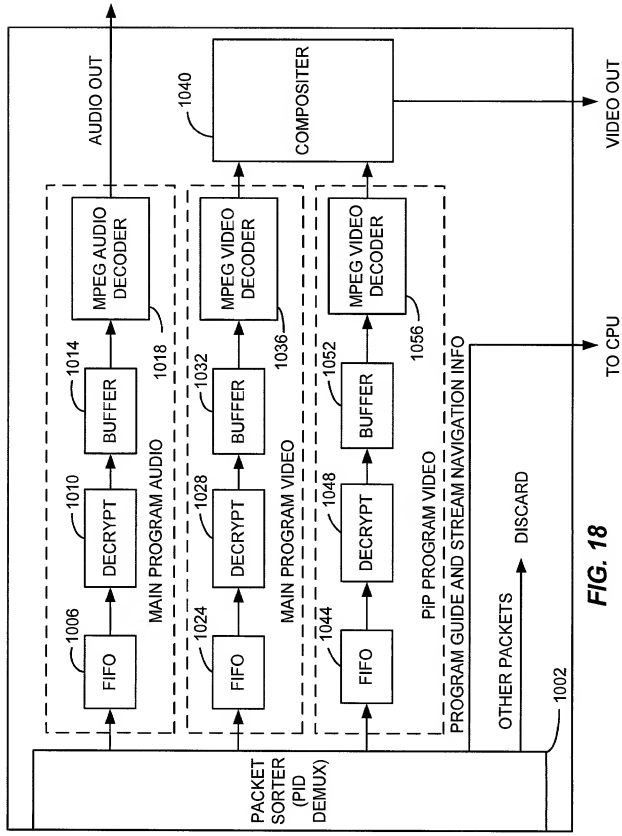 PACKET
SORTER
(PID
DEMUX)
1002
FIFO
1006
DECRYPT
1010
BUFFER
1014
MPEG AUDIO
DECODER
1018
MAIN PROGRAM AUDIO
AUDIO OUT
FIFO
1024
DECRYPT
1028
BUFFER
1032
MPEG VIDEO
DECODER
1036
MAIN PROGRAM VIDEO
COMPOSITER
1040
VIDEO OUT
FIFO
1044
DECRYPT
1048
BUFFER
1052
MPEG VIDEO
DECODER
1056
PiP PROGRAM VIDEO
PROGRAM GUIDE AND STREAM NAVIGATION INFO
TO CPU
OTHER PACKETS
DISCARD
FIG. 18